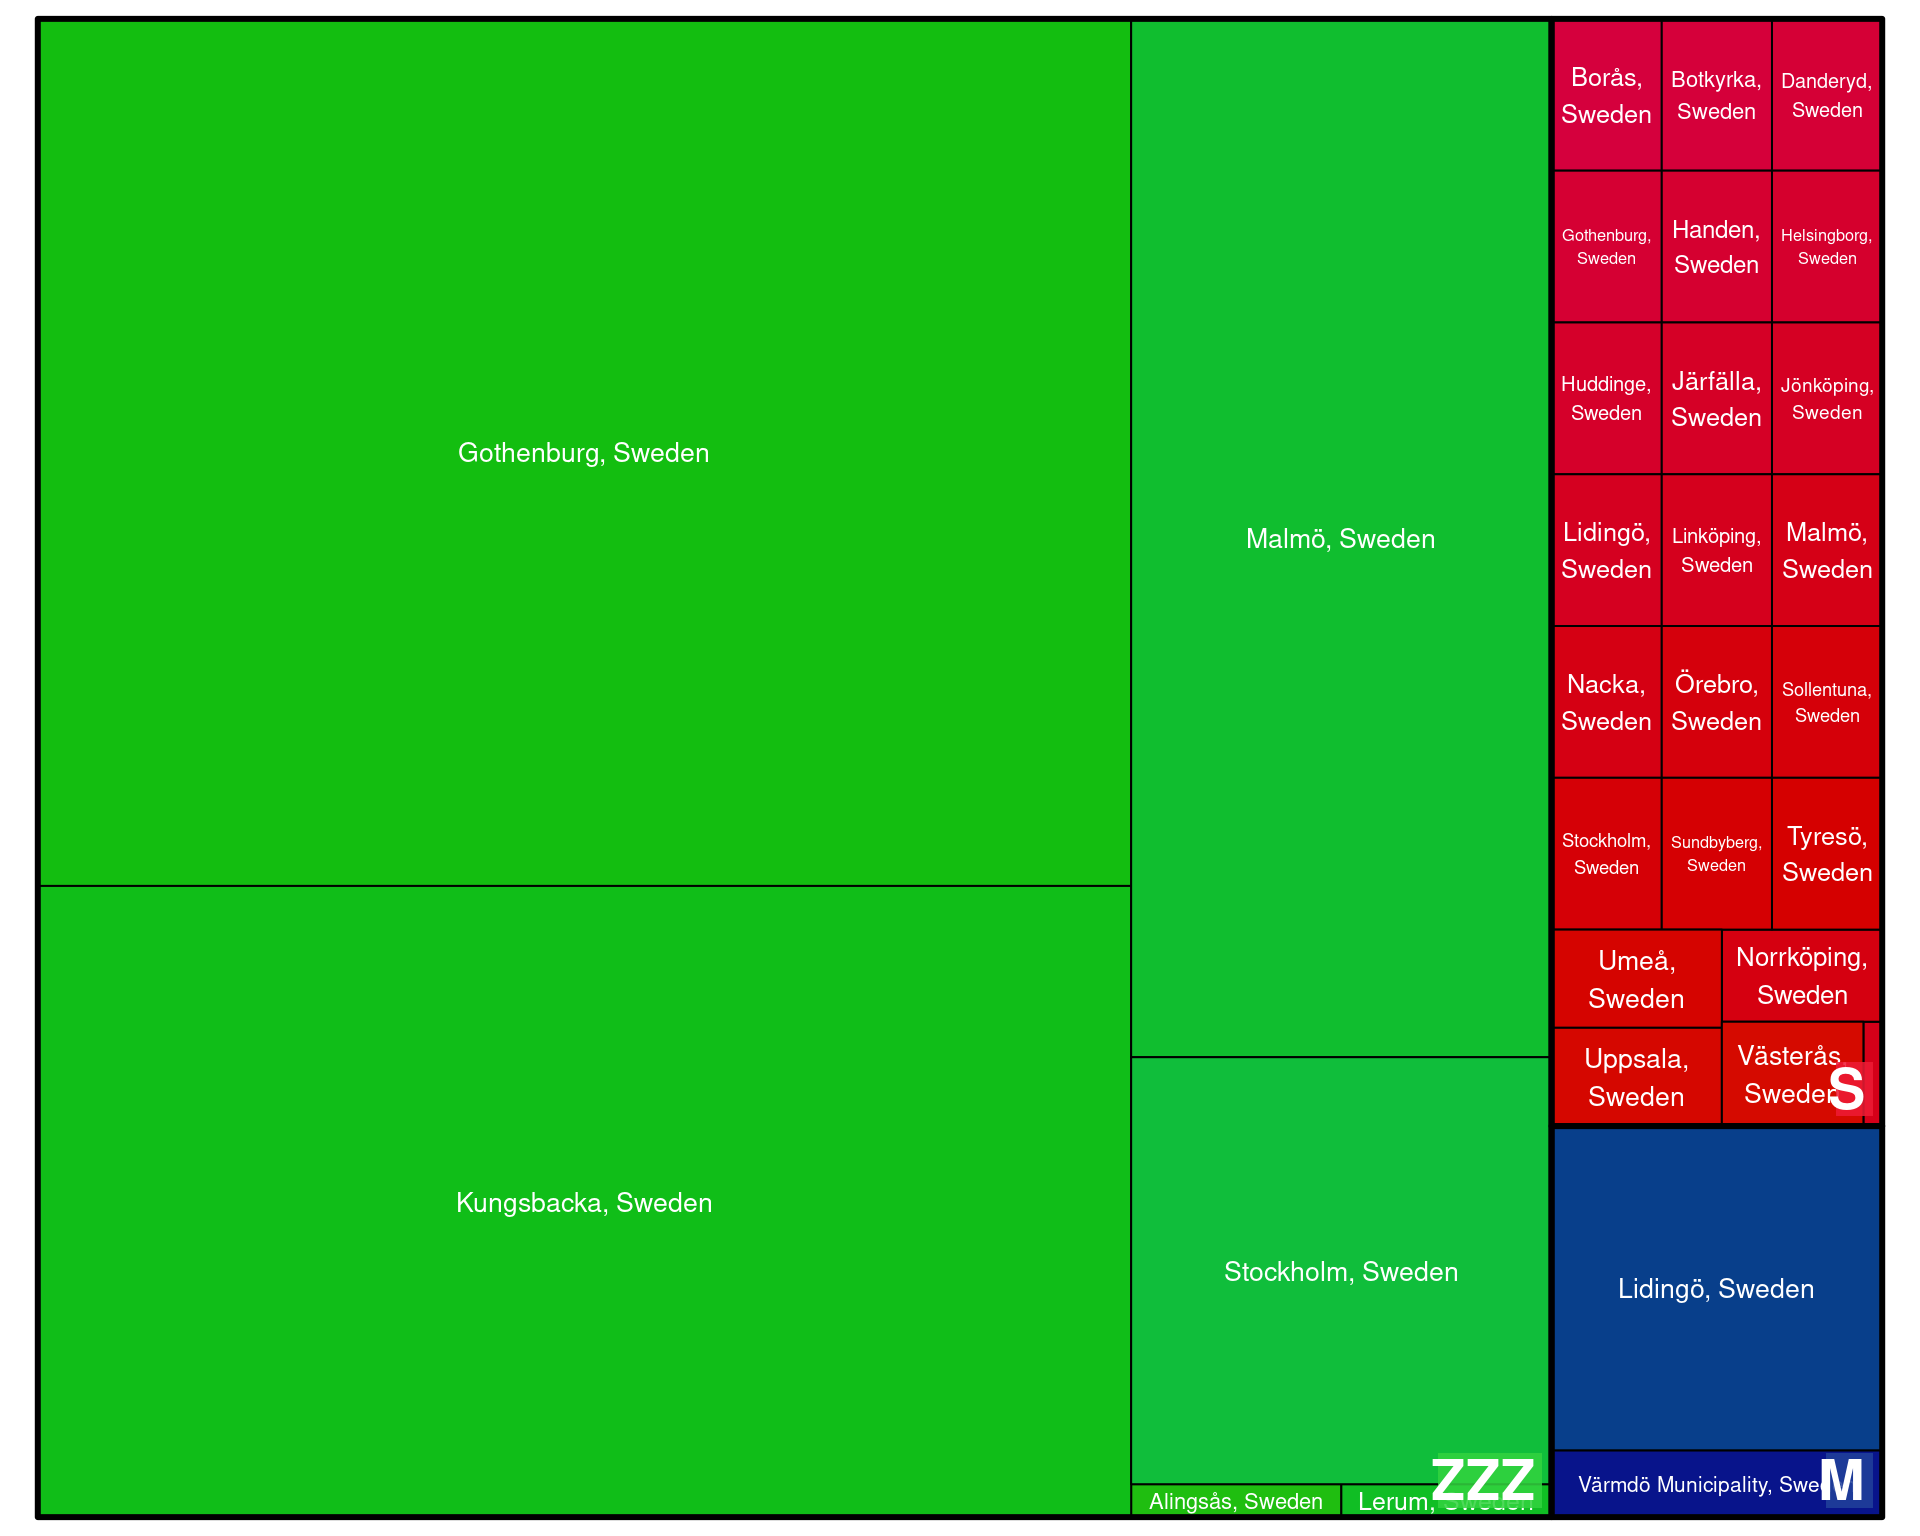 Gothenburg, Sweden
Kungsbacka, Sweden
Malmö, Sweden
Stockholm, Sweden
Alingsås, Sweden
Lerum, Sweden
ZZZ
Borås,
Sweden
Botkyrka,
Sweden
Danderyd,
Sweden
Gothenburg,
Sweden
Handen,
Sweden
Helsingborg,
Sweden
Huddinge,
Sweden
Järfälla,
Sweden
Jönköping,
Sweden
Lidingö,
Sweden
Linköping,
Sweden
Malmö,
Sweden
Nacka,
Sweden
Örebro,
Sweden
Sollentuna,
Sweden
Stockholm,
Sweden
Sundbyberg,
Sweden
Tyresö,
Sweden
Umeå,
Sweden
Norrköping,
Sweden
Uppsala,
Sweden
Västerås,
Sweden
S
Lidingö, Sweden
Värmdö Municipality, Sweden
M